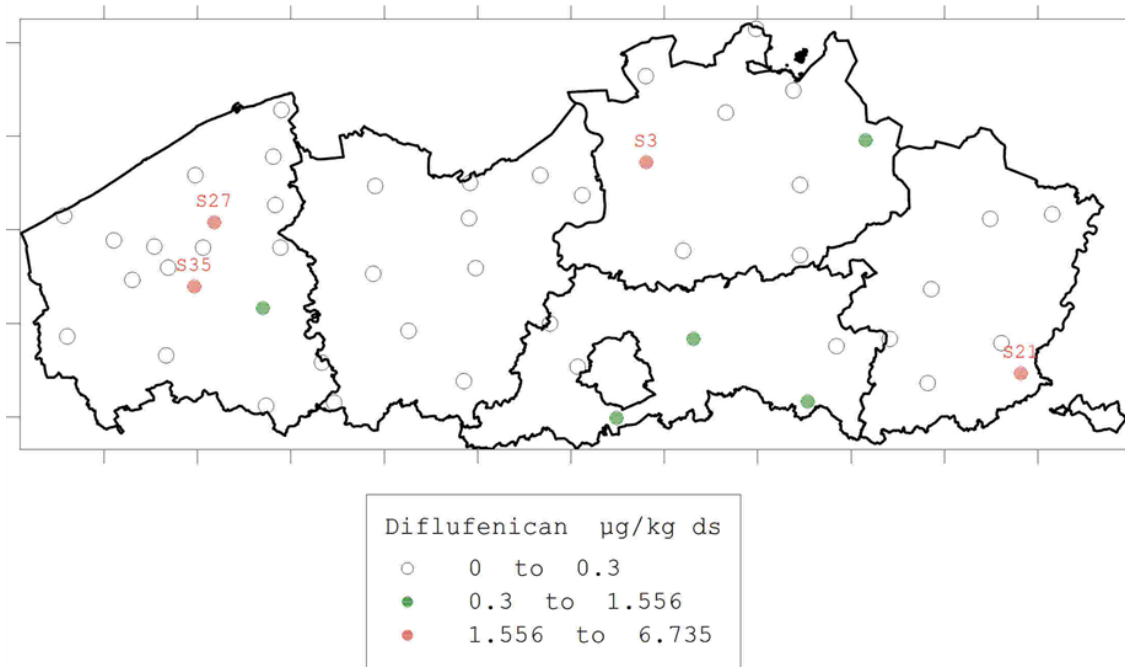 S3
S27
S35
S21
Diflufenican µg/kg ds
0 to 0.3
0.3 to 1.556
1.556 to 6.735